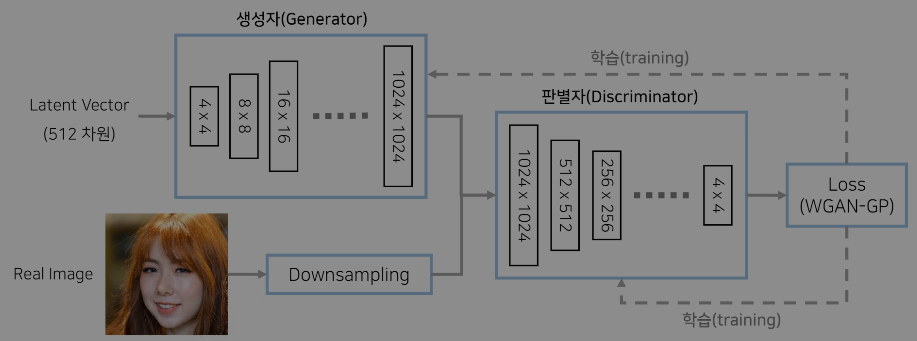 생성자(Generator)
Latent Vector
(512 차원)
4 x 4
8 x 8
16 x 16
1024 x 1024
학습(training)
판별자(Discriminator)
1024 x 1024
512 x 512
256 x 256
4 x 4
Loss
(WGAN-GP)
Real Image
Downsampling
학습(training)